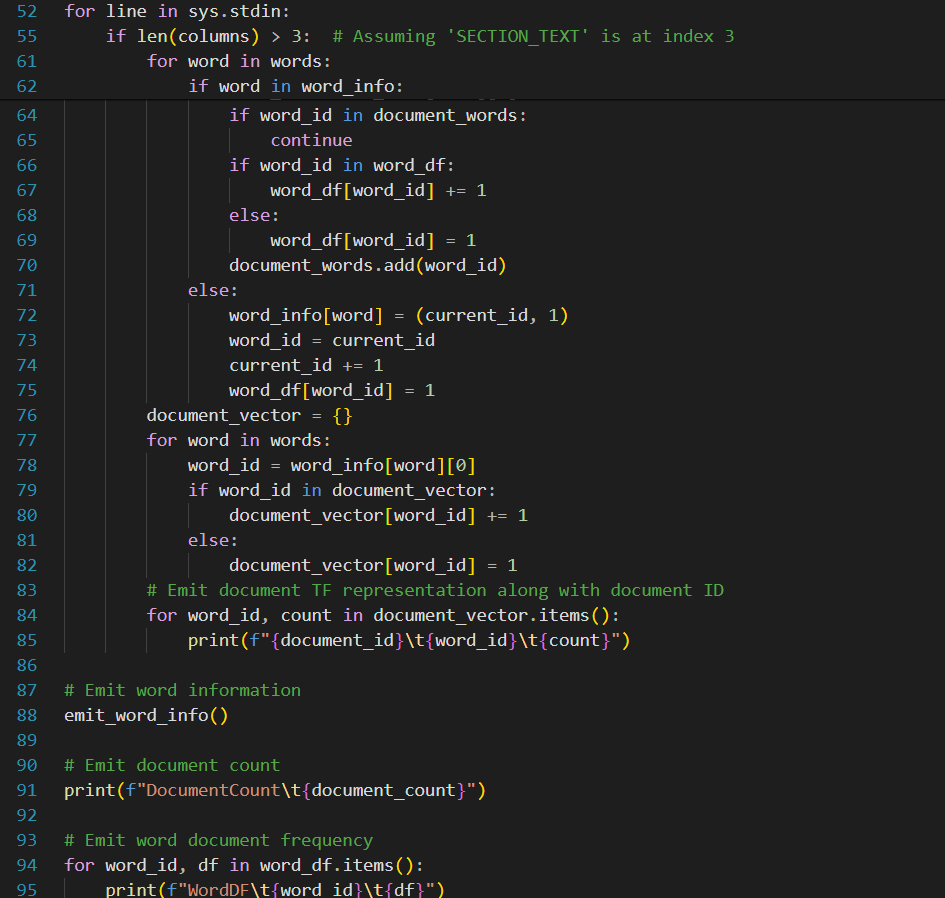 52 for line in sys.stdin:
55     if len(columns) > 3:  # Assuming 'SECTION_TEXT' is at index 3
61         for word in words:
62             if word in word_info:
64                 if word_id in document_words:
65                     continue
66                 if word_id in word_df:
67                     word_df[word_id] += 1
68                 else:
69                     word_df[word_id] = 1
70                 document_words.add(word_id)
71             else:
72                 word_info[word] = (current_id, 1)
73                 word_id = current_id
74                 current_id += 1
75                 word_df[word_id] = 1
76         document_vector = {}
77         for word in words:
78             word_id = word_info[word][0]
79             if word_id in document_vector:
80                 document_vector[word_id] += 1
81             else:
82                 document_vector[word_id] = 1
83         # Emit document TF representation along with document ID
84         for word_id, count in document_vector.items():
85             print(f"{document_id}\t{word_id}\t{count}")
86
87 # Emit word information
88 emit_word_info()
89
90 # Emit document count
91 print(f"DocumentCount\t{document_count}")
92
93 # Emit word document frequency
94 for word_id, df in word_df.items():
95     print(f"WordDF\t{word_id}\t{df}")